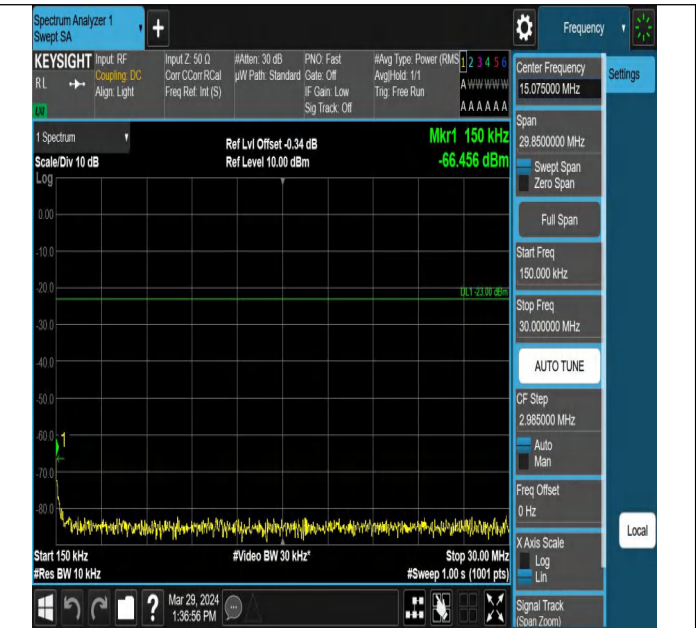 Spectrum Analyzer 1
Swept SA
+
Frequency
KEYSIGHT
RL
LXI
Input: RF
Coupling: DC
Align: Light
Input Z: 50 Ω
Corr CCorr RCal
Freq Ref: Int (S)
#Atten: 30 dB
µW Path: Standard
PNO: Fast
Gate: Off
IF Gain: Low
Sig Track: Off
#Avg Type: Power (RMS
Avg|Hold: 1/1
Trig: Free Run
1 2 3 4 5 6
A W W W W W
A A A A A A
1 Spectrum
Scale/Div 10 dB
Log
Ref Lvl Offset -0.34 dB
Ref Level 10.00 dBm
Mkr1 150 kHz
-66.456 dBm
0.00
-10.0
-20.0
DL1 -23.00 dBm
-30.0
-40.0
-50.0
-60.0
1
-70.0
-80.0
Start 150 kHz
#Res BW 10 kHz
#Video BW 30 kHz*
Stop 30.00 MHz
#Sweep 1.00 s (1001 pts)
?
Mar 29, 2024
1:36:56 PM
Center Frequency
15.075000 MHz
Settings
Span
29.8500000 MHz
Swept Span
Zero Span
Full Span
Start Freq
150.000 kHz
Stop Freq
30.000000 MHz
AUTO TUNE
CF Step
2.985000 MHz
Auto
Man
Freq Offset
0 Hz
X Axis Scale
Log
Lin
Local
Signal Track
(Span Zoom)